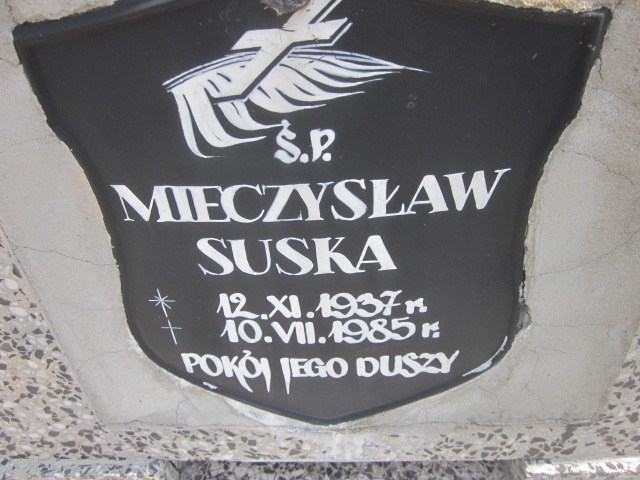 Ś.P.
MIECZYSŁAW
SUSKA
* 12.XI.1937 r.
† 10.VII.1985 r.
POKÓJ JEGO DUSZY